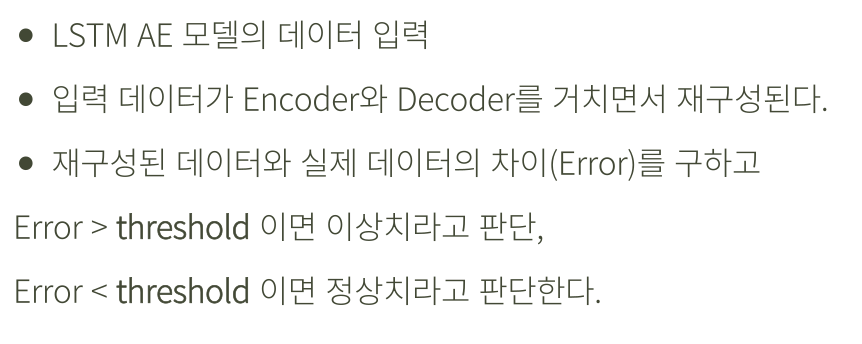 ● LSTM AE 모델의 데이터 입력
● 입력 데이터가 Encoder와 Decoder를 거치면서 재구성된다.
● 재구성된 데이터와 실제 데이터의 차이(Error)를 구하고
Error > threshold 이면 이상치라고 판단,
Error < threshold 이면 정상치라고 판단한다.